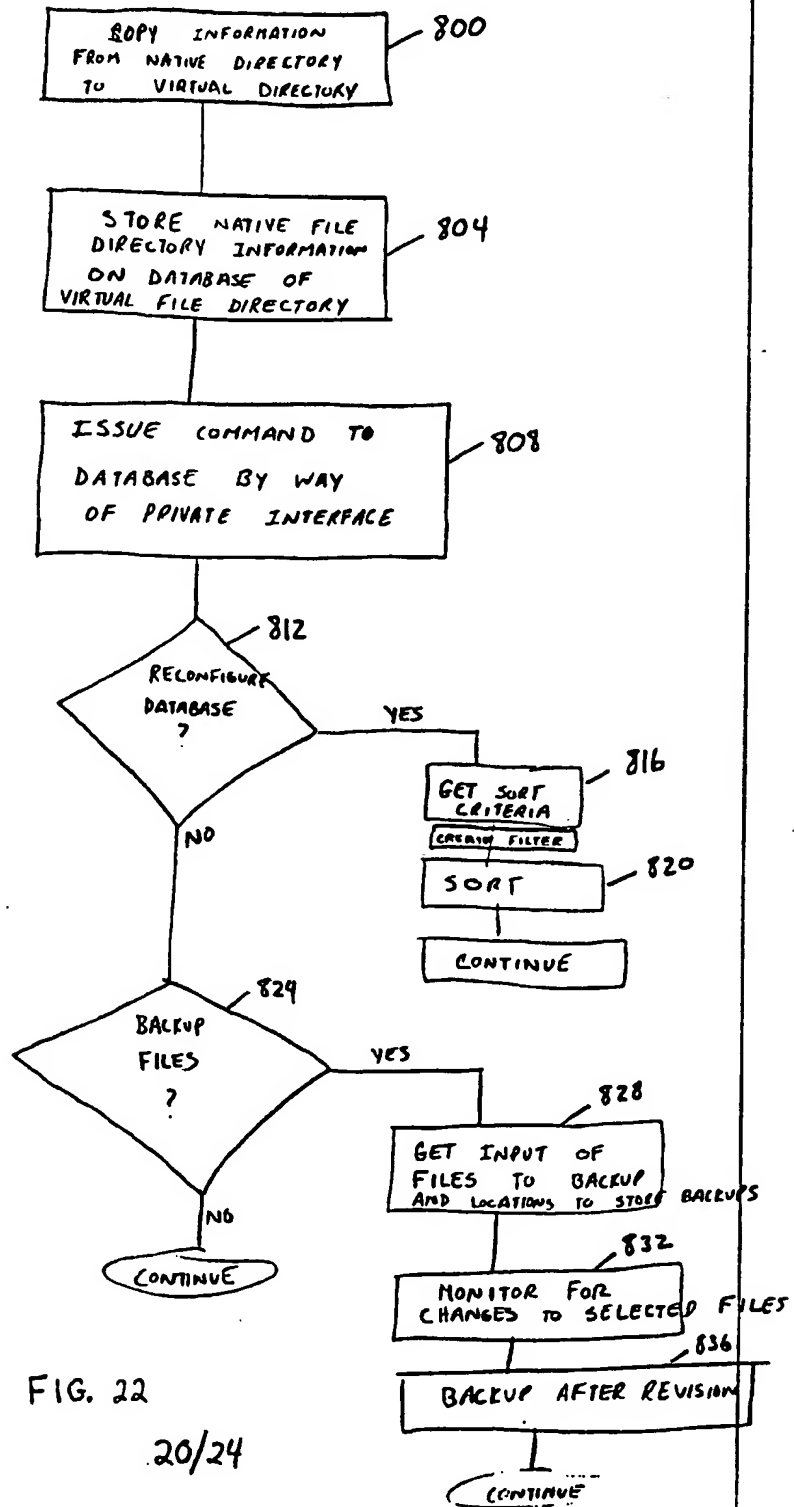 COPY INFORMATION
FROM NATIVE DIRECTORY
TO VIRTUAL DIRECTORY
800
STORE NATIVE FILE
DIRECTORY INFORMATION
ON DATABASE OF
VIRTUAL FILE DIRECTORY
804
ISSUE COMMAND TO
DATABASE BY WAY
OF PRIVATE INTERFACE
808
812
RECONFIGURE
DATABASE
?
YES
NO
816
GET SORT
CRITERIA
CREATE FILTER
820
SORT
CONTINUE
824
BACKUP
FILES
?
YES
NO
CONTINUE
828
GET INPUT OF
FILES TO BACKUP
AND LOCATIONS TO STORE BACKUPS
832
MONITOR FOR
CHANGES TO SELECTED FILES
836
BACKUP AFTER REVISION
CONTINUE
FIG. 22
20/24